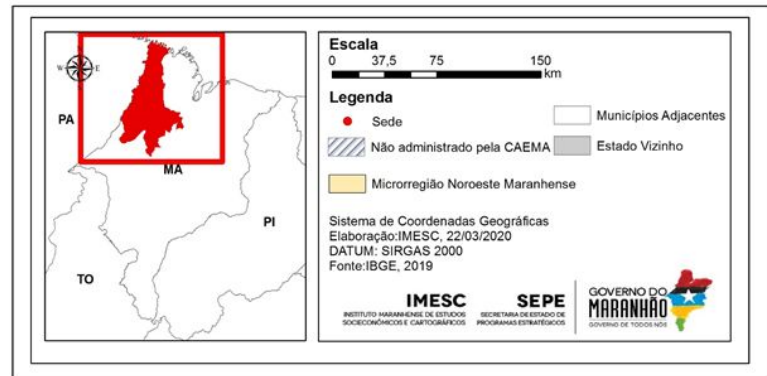 W E
PA
MA
PI
TO
Escala
0 37,5 75 150
km
Legenda
Sede
Não administrado pela CAEMA
Microrregião Noroeste Maranhense
Municípios Adjacentes
Estado Vizinho
Sistema de Coordenadas Geográficas
Elaboração:IMESC, 22/03/2020
DATUM: SIRGAS 2000
Fonte:IBGE, 2019
IMESC
INSTITUTO MARANHENSE DE ESTUDOS
SOCIOECONÔMICOS E CARTOGRÁFICOS
SEPE
SECRETARIA DE ESTADO DE
PROGRAMAS ESTRATÉGICOS
GOVERNO DO
MARANHÃO
GOVERNO DE TODOS NÓS